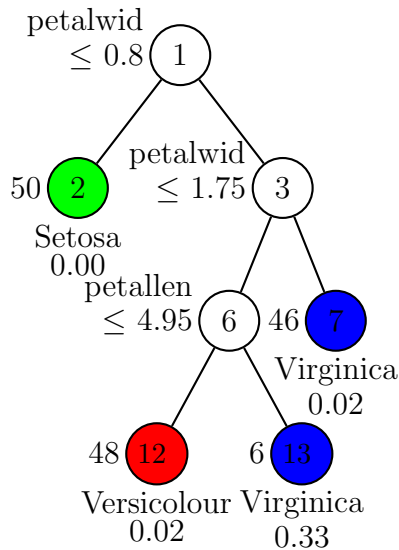 petalwid
≤ 0.8
1
petalwid
≤ 1.75
50
2
3
Setosa
0.00
petallen
≤ 4.95
6
46
7
Virginica
0.02
48
12
6
13
Versicolour
0.02
Virginica
0.33